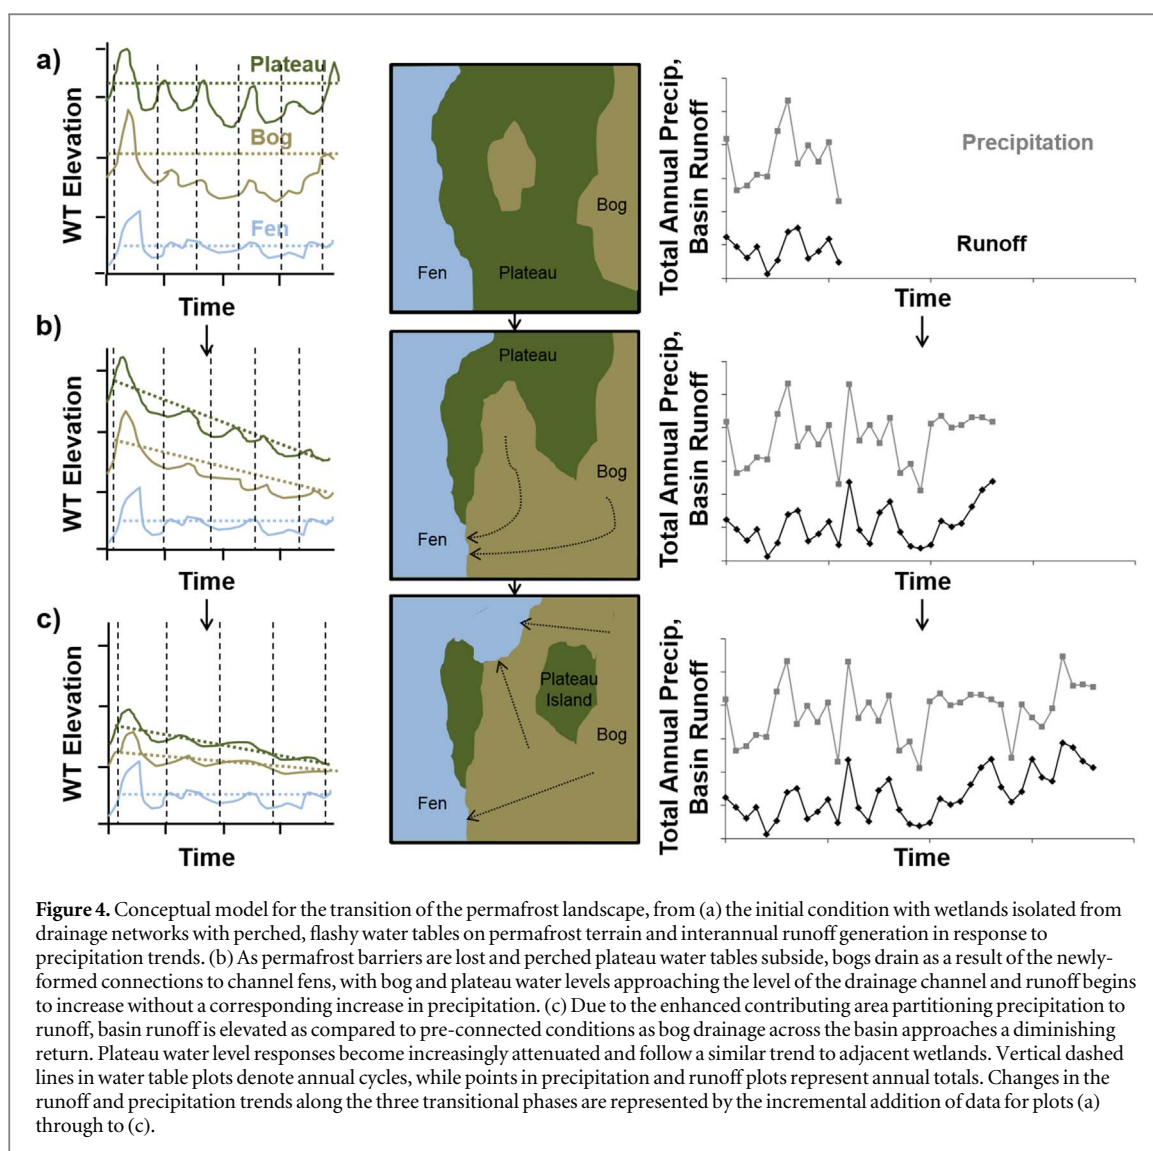 a)
Plateau
Bog
Fen
WT Elevation
Time
Fen
Plateau
Bog
Total Annual Precip,
Basin Runoff
Precipitation
Runoff
Time
b)
WT Elevation
Time
Plateau
Bog
Fen
Total Annual Precip,
Basin Runoff
Time
c)
WT Elevation
Time
Plateau
Island
Bog
Fen
Total Annual Precip,
Basin Runoff
Time
Figure 4. Conceptual model for the transition of the permafrost landscape, from (a) the initial condition with wetlands isolated from
drainage networks with perched, flashy water tables on permafrost terrain and interannual runoff generation in response to
precipitation trends. (b) As permafrost barriers are lost and perched plateau water tables subside, bogs drain as a result of the newly-
formed connections to channel fens, with bog and plateau water levels approaching the level of the drainage channel and runoff begins
to increase without a corresponding increase in precipitation. (c) Due to the enhanced contributing area partitioning precipitation to
runoff, basin runoff is elevated as compared to pre-connected conditions as bog drainage across the basin approaches a diminishing
return. Plateau water level responses become increasingly attenuated and follow a similar trend to adjacent wetlands. Vertical dashed
lines in water table plots denote annual cycles, while points in precipitation and runoff plots represent annual totals. Changes in the
runoff and precipitation trends along the three transitional phases are represented by the incremental addition of data for plots (a)
through to (c).